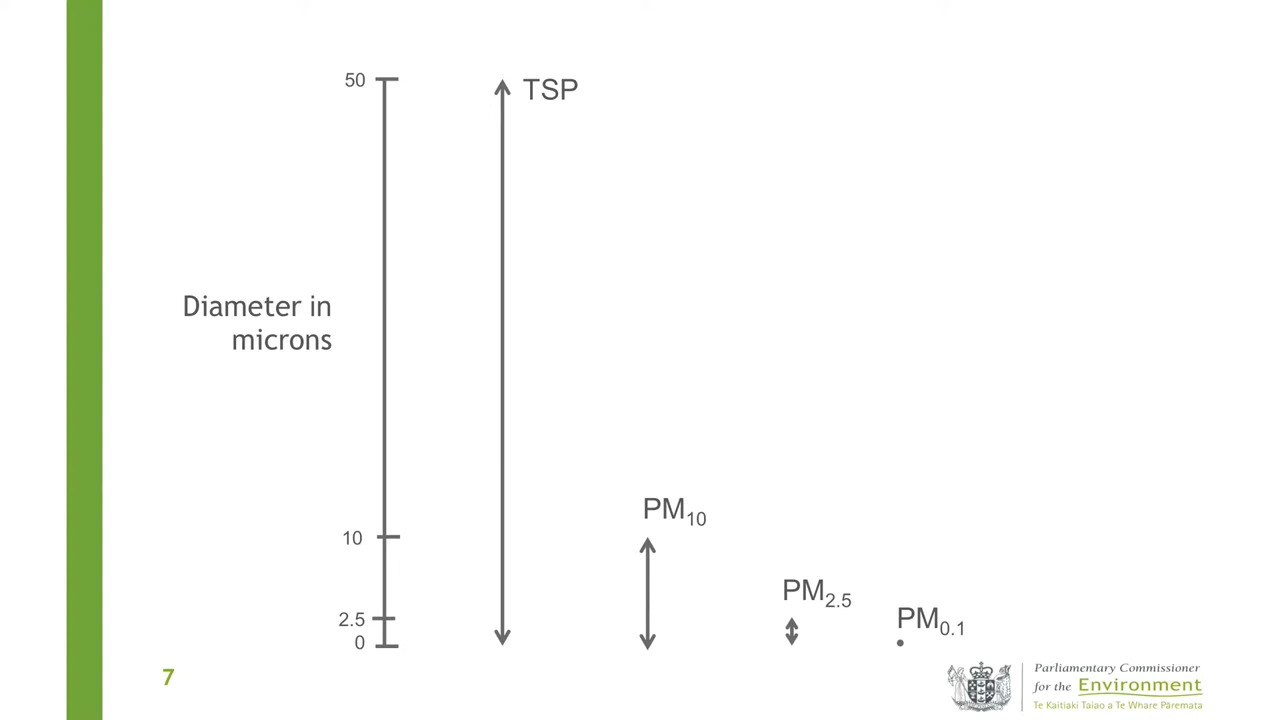 50
TSP
Diameter in
microns
PM10
10
PM2.5
2.5
PM0.1
0
7
Parliamentary Commissioner
for the Environment
Te Kaitiaki Taiao a Te Whare Pāremata